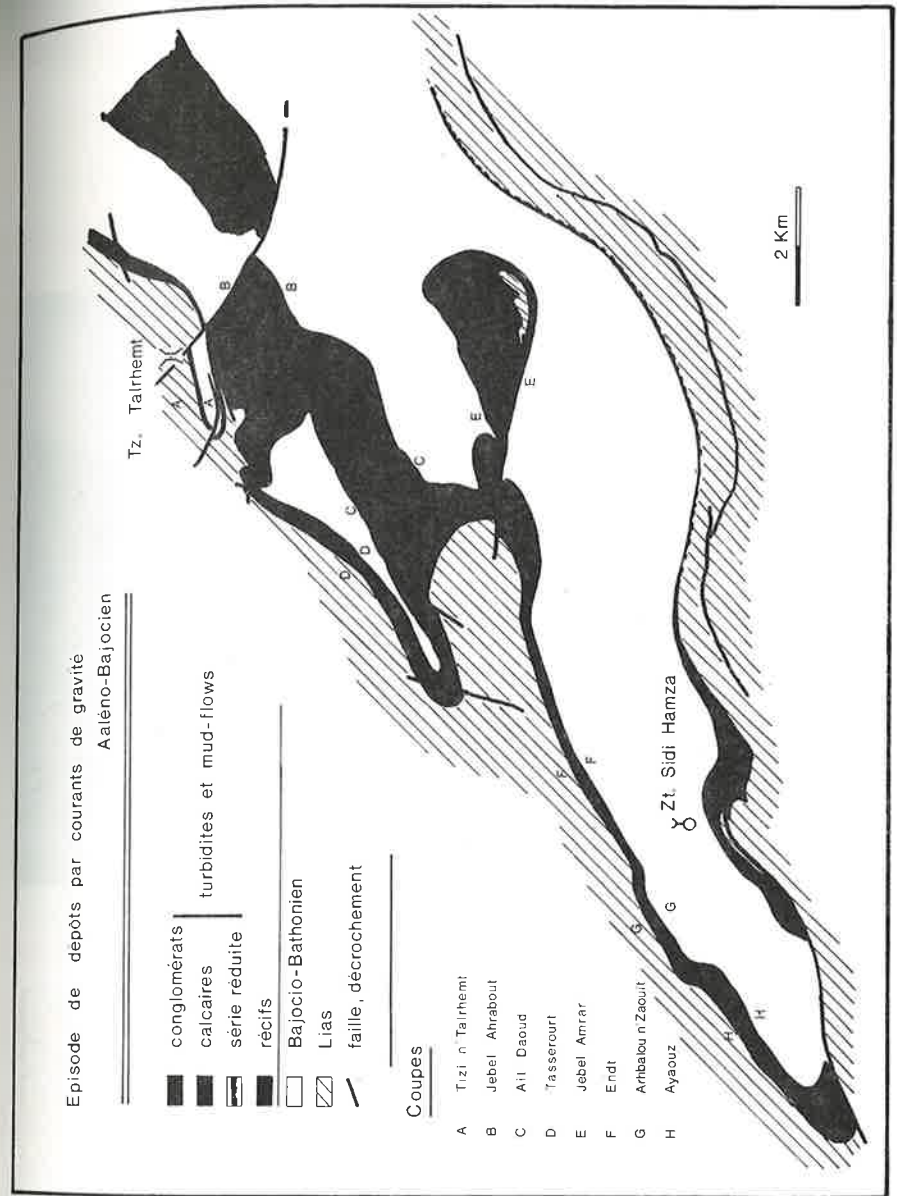 Episode de dépôts par courants de gravité
Aaléno-Bajocien
conglomérats
calcaires
turbidites et mud-flows
série réduite
récifs
Bajocio-Bathonien
Lias
faille, décrochement
Coupes
A Tizi n'Talrhemt
B Jebel Ahrabout
C Ail Daoud
D Tasserourt
E Jebel Amrar
F Endt
G Arhbalou n'Zaouit
H Ayaouz
Tz. Talrhemt
A
A
B
B
C
C
D
D
E
E
F
G
G
H
H
Zt. Sidi Hamza
2 Km